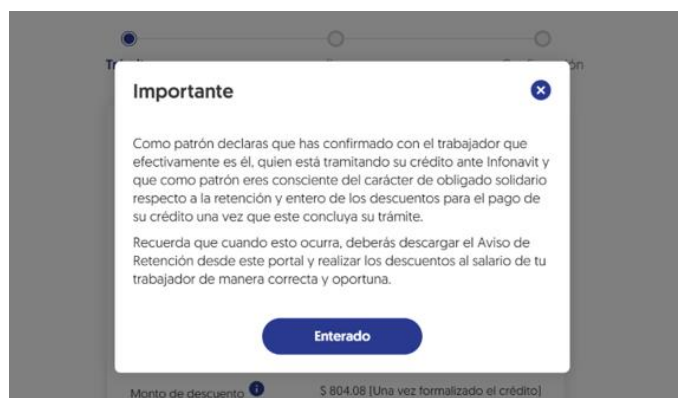 Importante
Como patrón declaras que has confirmado con el trabajador que
efectivamente es él, quien está tramitando su crédito ante Infonavit y
que como patrón eres consciente del carácter de obligado solidario
respecto a la retención y entero de los descuentos para el pago de
su crédito una vez que este concluya su trámite.
Recuerda que cuando esto ocurra, deberás descargar el Aviso de
Retención desde este portal y realizar los descuentos al salario de tu
trabajador de manera correcta y oportuna.
Enterado
Monto de descuento $ 804.08 (Una vez formalizado el crédito)